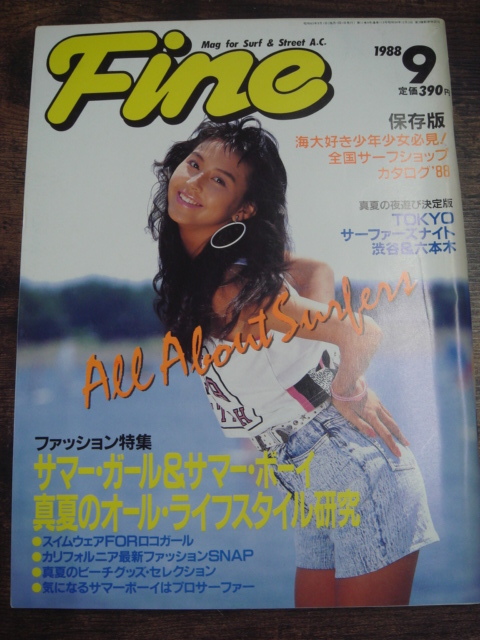 Mag for Surf & Street A.C.
Fine
1988 9
定価390円
保存版
海大好き少年少女必見!
全国サーフショップ
カタログ'88
真夏の夜遊び決定版
TOKYO
サーファーズナイト
渋谷&六本木
All About Surfers
ファッション特集
サマー・ガール&サマー・ボーイ
真夏のオール・ライフスタイル研究
●スイムウェアFORロコガール
●カリフォルニア最新ファッションSNAP
●真夏のビーチグッズ・セレクション
●気になるサマーボーイはプロサーファー